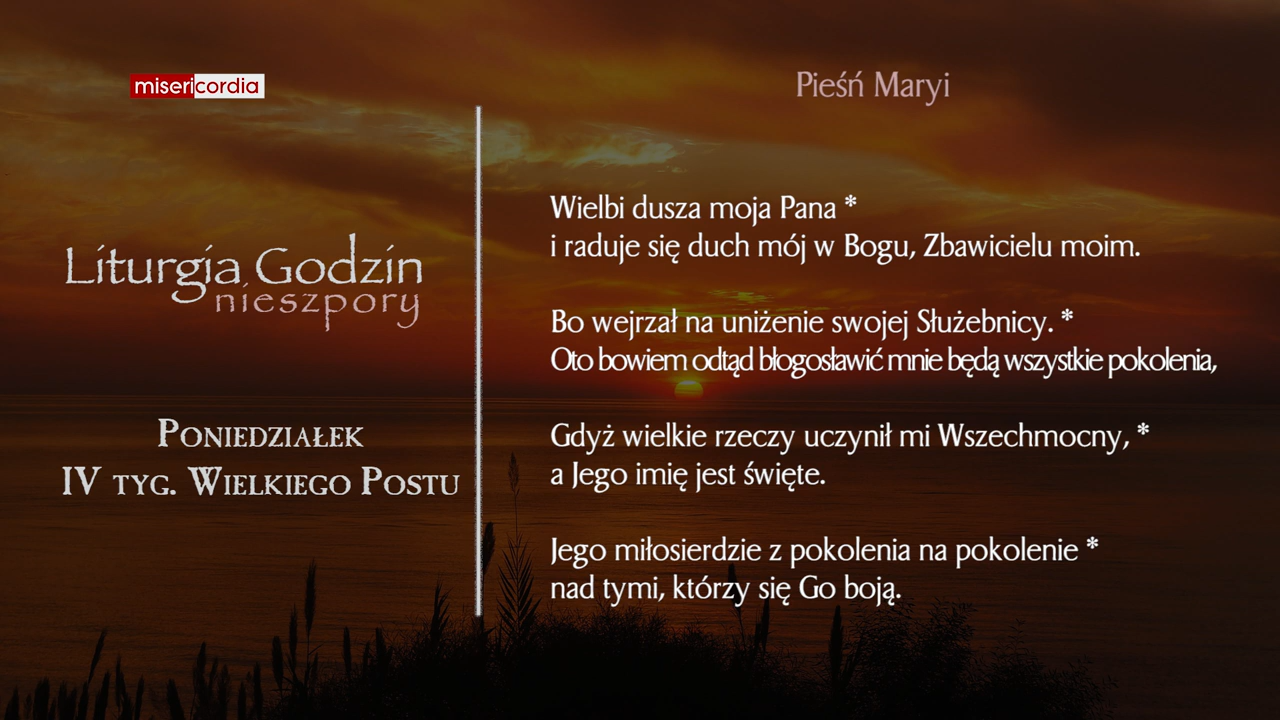 misericordia
Liturgia Godzin
nieszpory
Poniedziałek
IV tyg. Wielkiego Postu
Pieśń Maryi
Wielbi dusza moja Pana *
i raduje się duch mój w Bogu, Zbawicielu moim.
Bo wejrzał na uniżenie swojej Służebnicy. *
Oto bowiem odtąd błogosławić mnie będą wszystkie pokolenia,
Gdyż wielkie rzeczy uczynił mi Wszechmocny, *
a Jego imię jest święte.
Jego miłosierdzie z pokolenia na pokolenie *
nad tymi, którzy się Go boją.